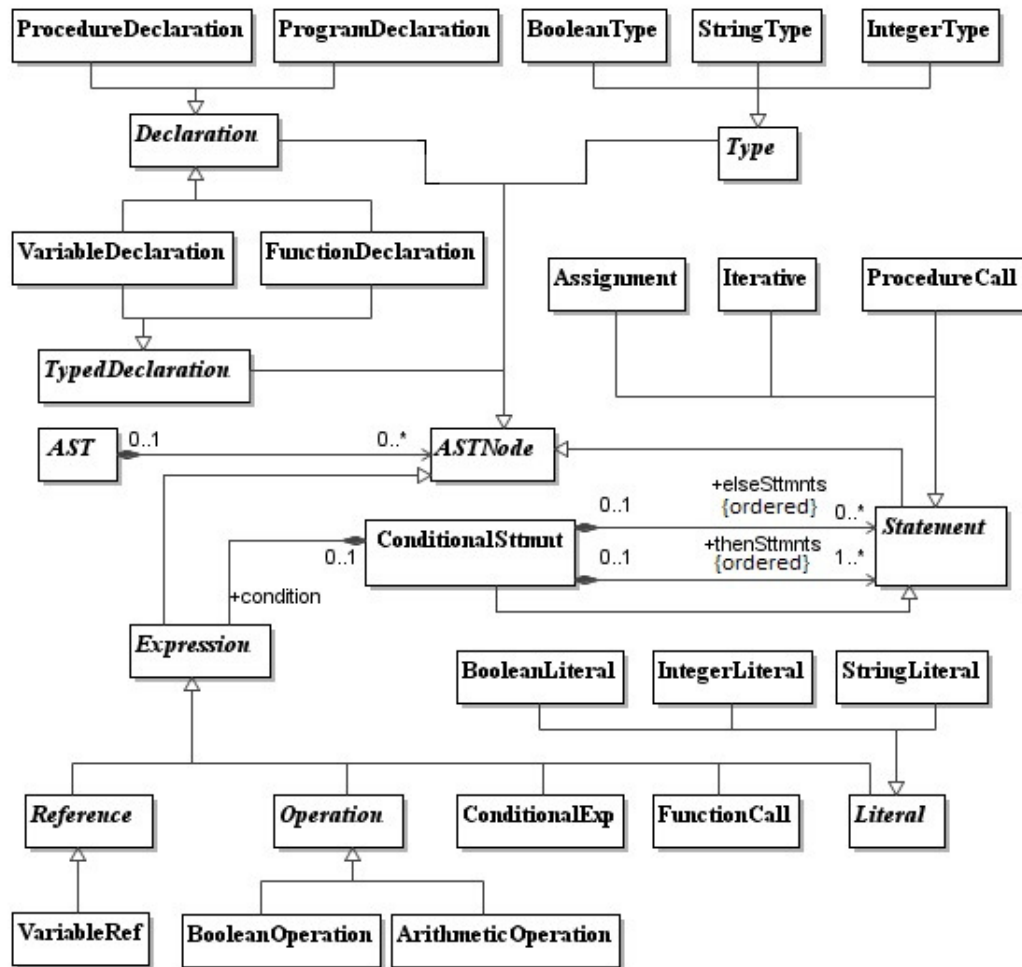 ProcedureDeclaration
ProgramDeclaration
BooleanType
StringType
IntegerType
Declaration
Type
VariableDeclaration
FunctionDeclaration
Assignment
Iterative
ProcedureCall
TypedDeclaration
AST
0..1
0..*
ASTNode
+elseSttmnts
{ordered}
0..1
0..*
ConditionalSttmnt
Statement
0..1
0..1
+thenSttmnts
{ordered}
1..*
+condition
Expression
BooleanLiteral
IntegerLiteral
StringLiteral
Reference
Operation
ConditionalExp
FunctionCall
Literal
VariableRef
BooleanOperation
ArithmeticOperation